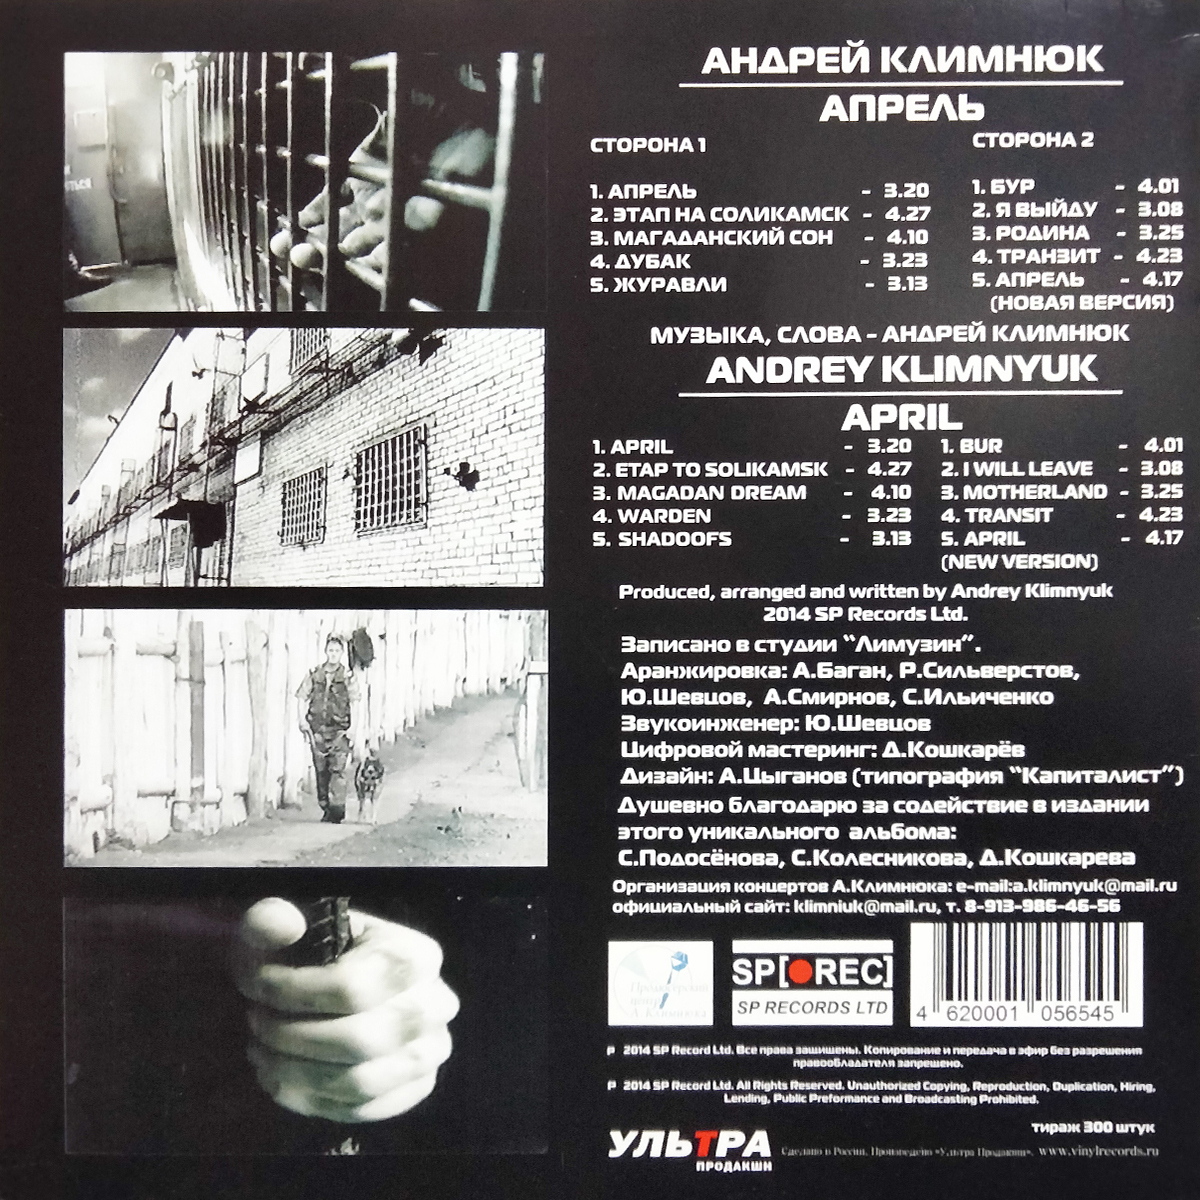 АНДРЕЙ КЛИМНЮК
АПРЕЛЬ
СТОРОНА 1
1. АПРЕЛЬ - 3.20
2. ЭТАП НА СОЛИКАМСК - 4.27
3. МАГАДАНСКИЙ СОН - 4.10
4. ДУБАК - 3.23
5. ЖУРАВЛИ - 3.13
СТОРОНА 2
1. БУР - 4.01
2. Я ВЫЙДУ - 3.08
3. РОДИНА - 3.25
4. ТРАНЗИТ - 4.23
5. АПРЕЛЬ - 4.17
(НОВАЯ ВЕРСИЯ)
МУЗЫКА, СЛОВА - АНДРЕЙ КЛИМНЮК
ANDREY KLIMNYUK
APRIL
1. APRIL - 3.20
2. ETAP TO SOLIKAMSK - 4.27
3. MAGADAN DREAM - 4.10
4. WARDEN - 3.23
5. SHADOOFS - 3.13
1. BUR - 4.01
2. I WILL LEAVE - 3.08
3. MOTHERLAND - 3.25
4. TRANSIT - 4.23
5. APRIL - 4.17
(NEW VERSION)
Produced, arranged and written by Andrey Klimnyuk
2014 SP Records Ltd.
Записано в студии “Лимузин”.
Аранжировка: А.Баган, Р.Сильверстов,
Ю.Шевцов, А.Смирнов, С.Ильиченко
Звукоинженер: Ю.Шевцов
Цифровой мастеринг: Д.Кошкарёв
Дизайн: А.Цыганов (типография “Капиталист”)
Душевно благодарю за содействие в издании
этого уникального альбома:
С.Подосёнова, С.Колесникова, Д.Кошкарева
Организация концертов А.Климнюка: e-mail:a.klimnyuk@mail.ru
официальный сайт: klimniuk@mail.ru, т. 8-913-986-46-56
Продюсерский
центр
А. Климнюка
SP[●REC]
SP RECORDS LTD
4 620001 056545
P 2014 SP Record Ltd. Все права защищены. Копирование и передача в эфир без разрешения
правообладателя запрещено.
P 2014 SP Record Ltd. All Rights Reserved. Unauthorized Copying, Reproduction, Duplication, Hiring,
Lending, Public Preformance and Broadcasting Prohibited.
тираж 300 штук
УЛЬТРА
ПРОДАКШН
Сделано в России. Произведено «Ультра Продакшн». www.vinylrecords.ru